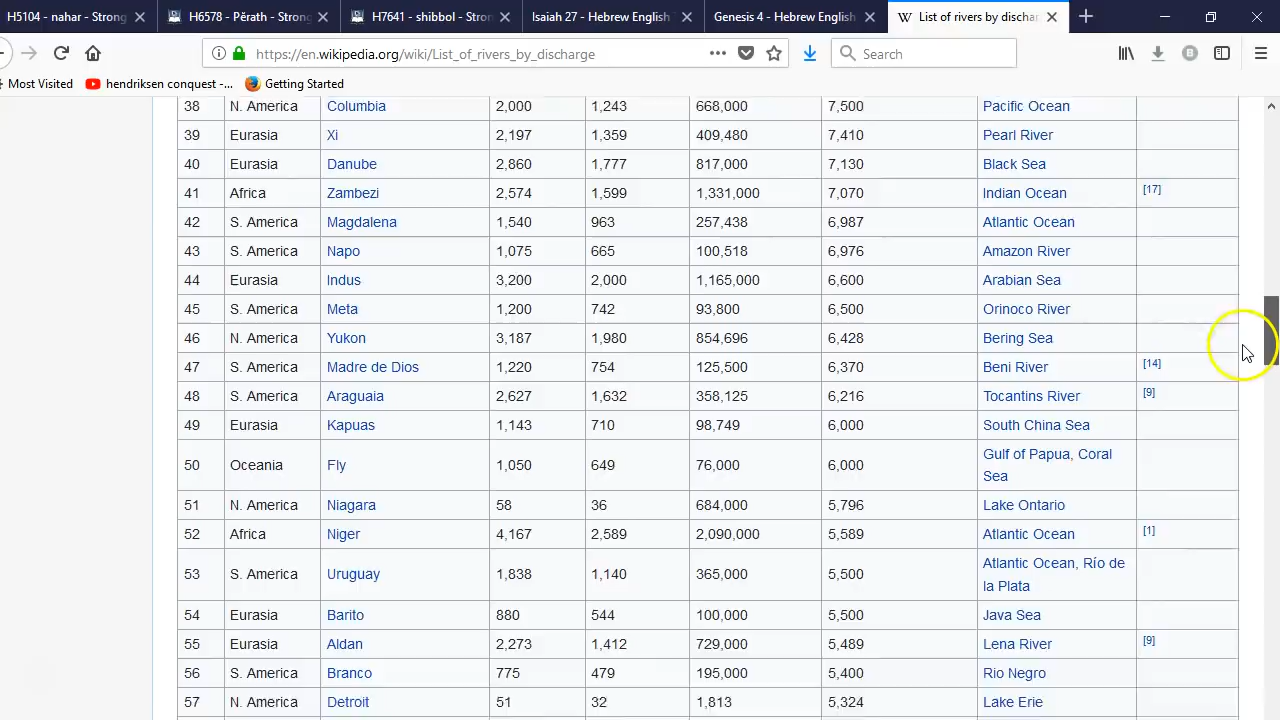 H5104 - nahar - Strong
H6578 - Pĕrath - Strong
H7641 - shibbol - Stron
Isaiah 27 - Hebrew English
Genesis 4 - Hebrew English
W List of rivers by dischar
https://en.wikipedia.org/wiki/List_of_rivers_by_discharge
Search
Most Visited
hendriksen conquest -...
Getting Started
38 N. America Columbia 2,000 1,243 668,000 7,500 Pacific Ocean
39 Eurasia Xi 2,197 1,359 409,480 7,410 Pearl River
40 Eurasia Danube 2,860 1,777 817,000 7,130 Black Sea
41 Africa Zambezi 2,574 1,599 1,331,000 7,070 Indian Ocean [17]
42 S. America Magdalena 1,540 963 257,438 6,987 Atlantic Ocean
43 S. America Napo 1,075 665 100,518 6,976 Amazon River
44 Eurasia Indus 3,200 2,000 1,165,000 6,600 Arabian Sea
45 S. America Meta 1,200 742 93,800 6,500 Orinoco River
46 N. America Yukon 3,187 1,980 854,696 6,428 Bering Sea
47 S. America Madre de Dios 1,220 754 125,500 6,370 Beni River [14]
48 S. America Araguaia 2,627 1,632 358,125 6,216 Tocantins River [9]
49 Eurasia Kapuas 1,143 710 98,749 6,000 South China Sea
50 Oceania Fly 1,050 649 76,000 6,000 Gulf of Papua, Coral
Sea
51 N. America Niagara 58 36 684,000 5,796 Lake Ontario
52 Africa Niger 4,167 2,589 2,090,000 5,589 Atlantic Ocean [1]
53 S. America Uruguay 1,838 1,140 365,000 5,500 Atlantic Ocean, Río de
la Plata
54 Eurasia Barito 880 544 100,000 5,500 Java Sea
55 Eurasia Aldan 2,273 1,412 729,000 5,489 Lena River [9]
56 S. America Branco 775 479 195,000 5,400 Rio Negro
57 N. America Detroit 51 32 1,813 5,324 Lake Erie